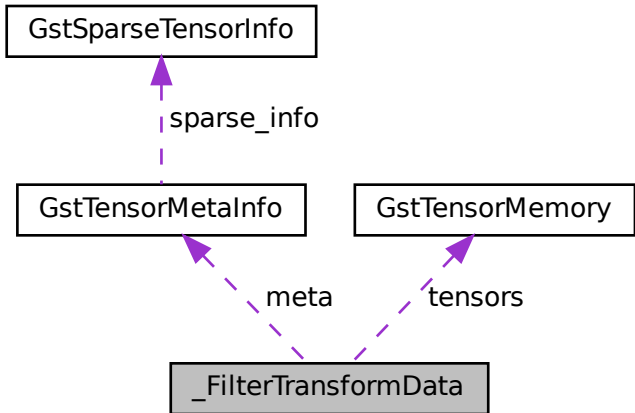 GstSparseTensorInfo
sparse_info
GstTensorMetaInfo
GstTensorMemory
meta
tensors
_FilterTransformData